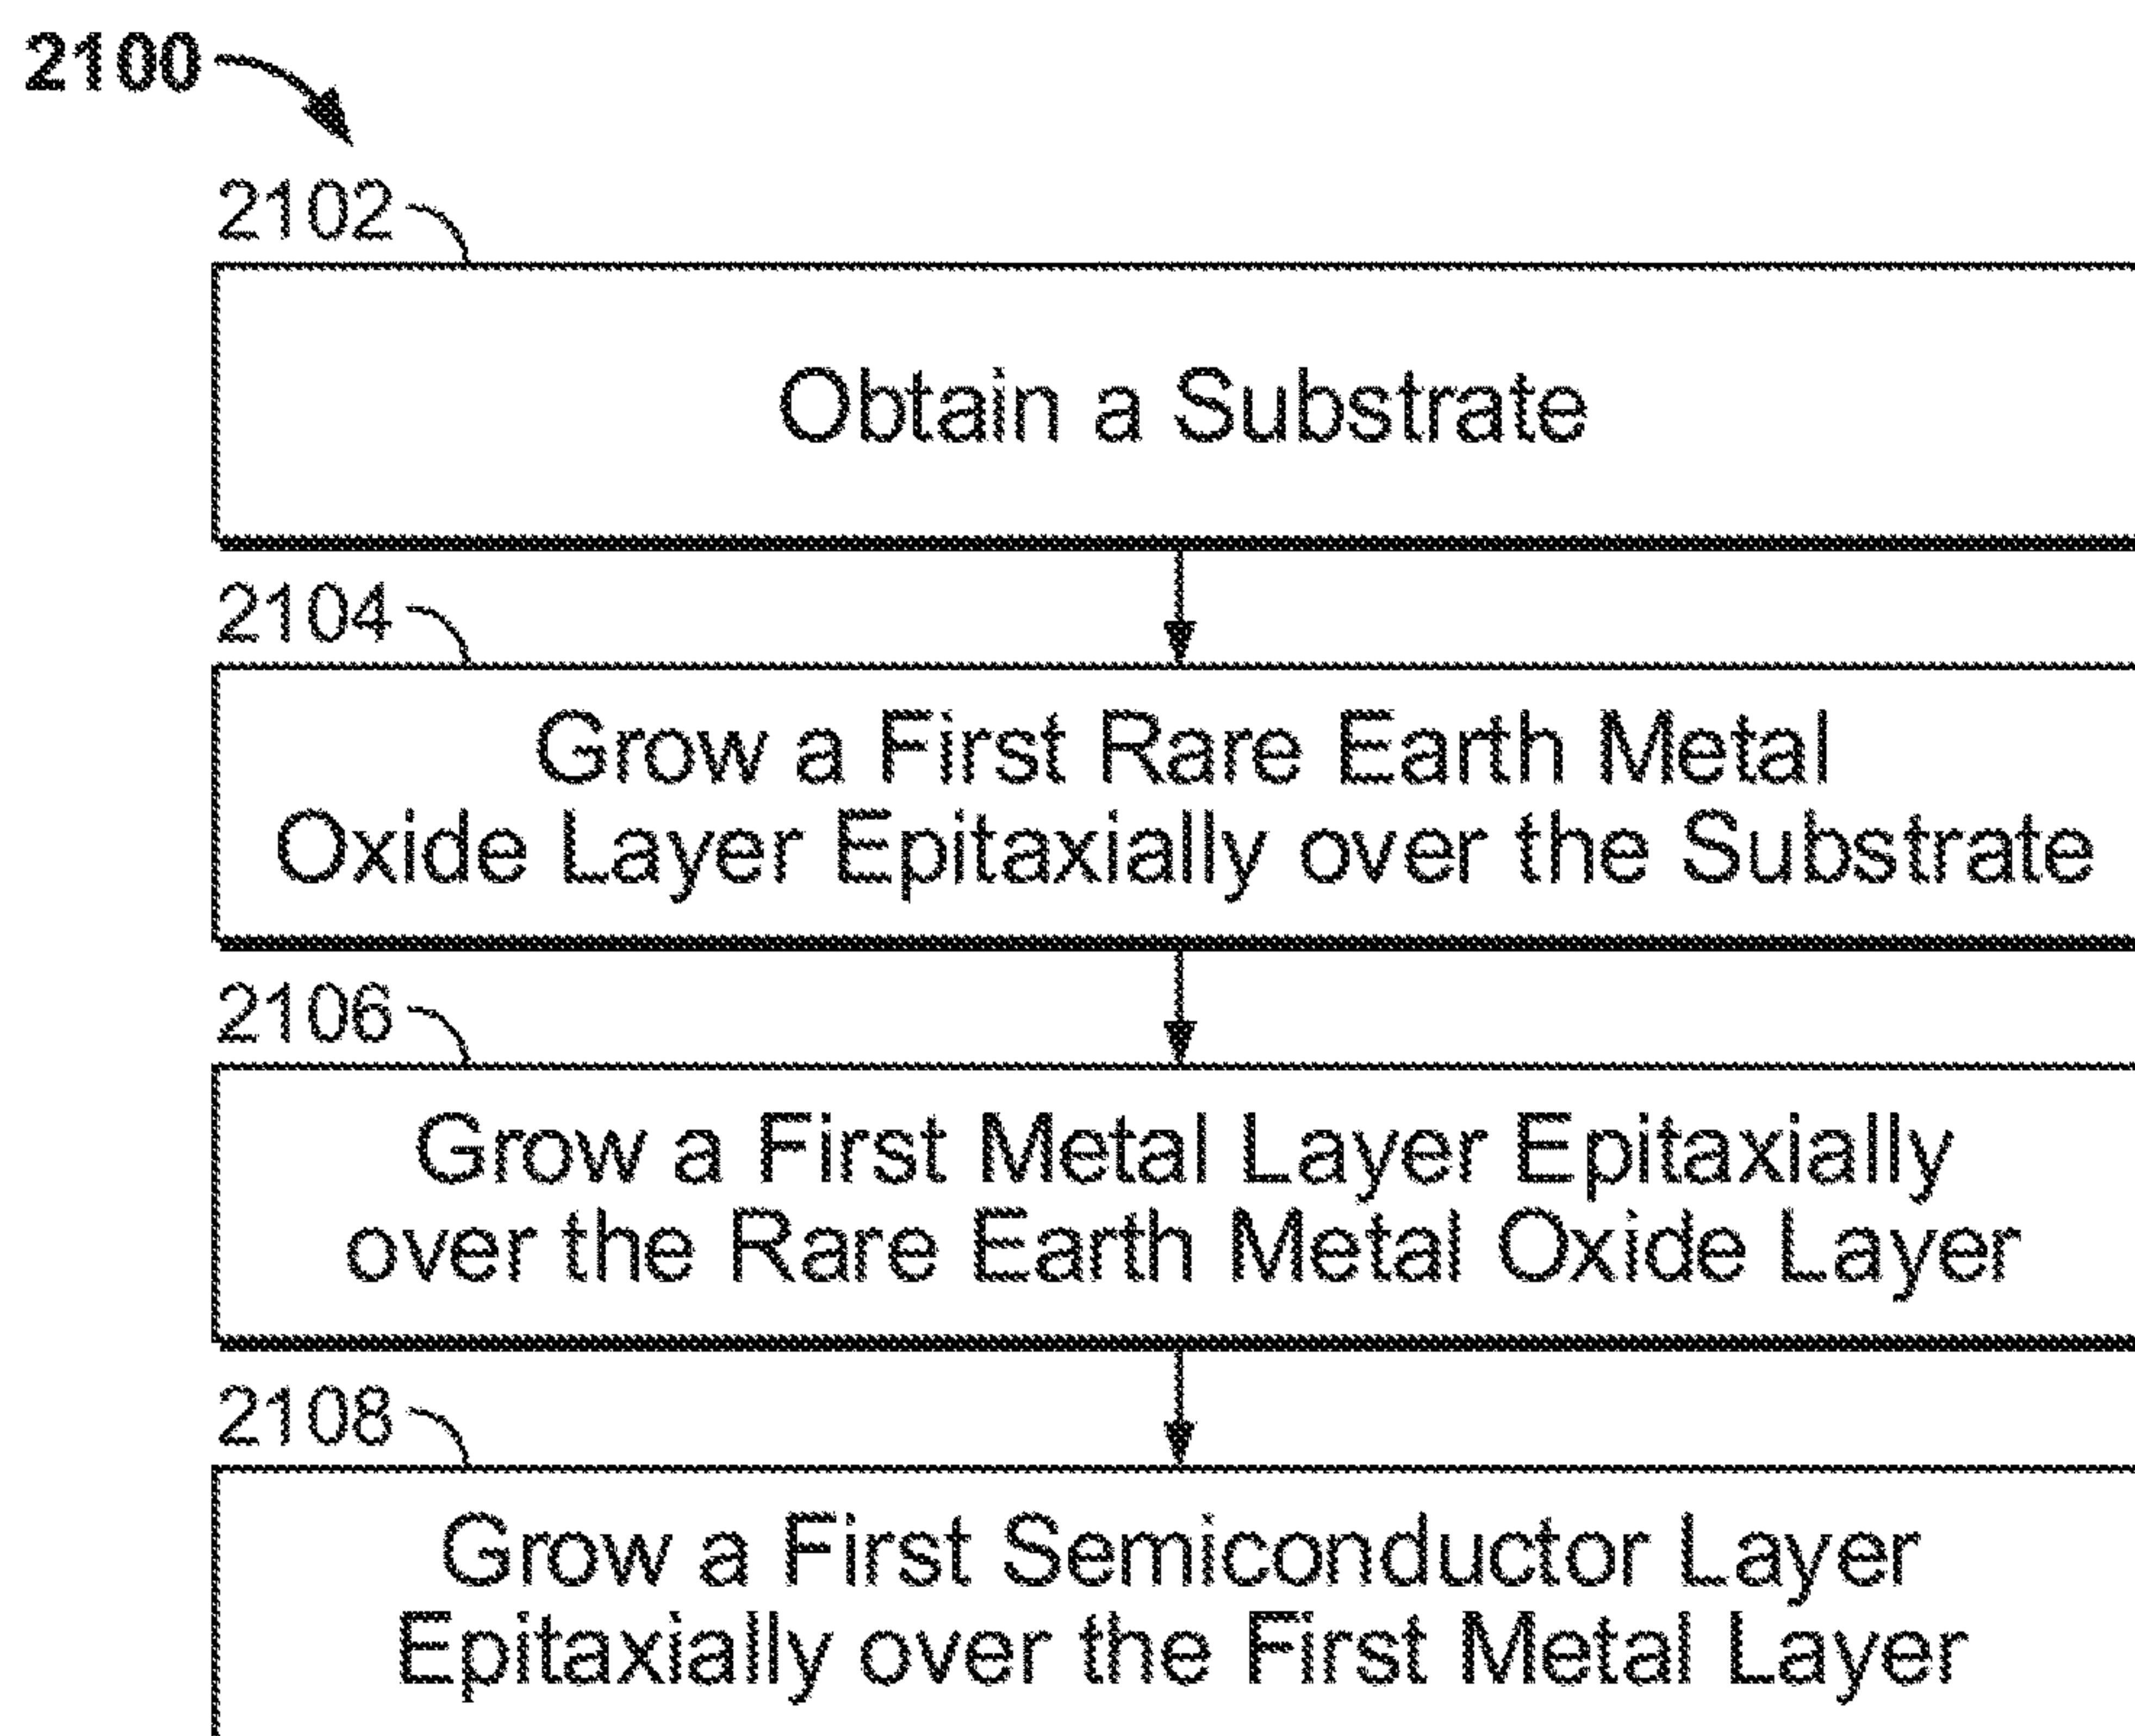 2100
2102
Obtain a Substrate
2104
Grow a First Rare Earth Metal
Oxide Layer Epitaxially over the Substrate
2106
Grow a First Metal Layer Epitaxially
over the Rare Earth Metal Oxide Layer
2108
Grow a First Semiconductor Layer
Epitaxially over the First Metal Layer